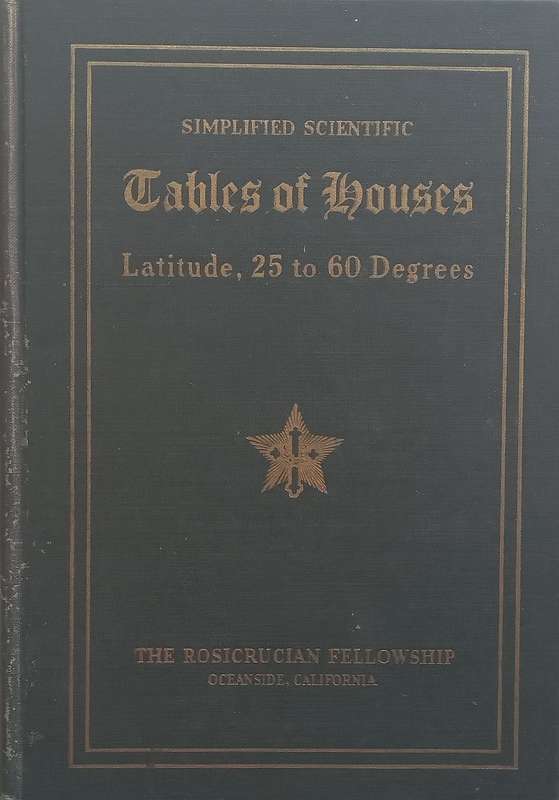 SIMPLIFIED SCIENTIFIC
Tables of Houses
Latitude, 25 to 60 Degrees
THE ROSICRUCIAN FELLOWSHIP
OCEANSIDE, CALIFORNIA